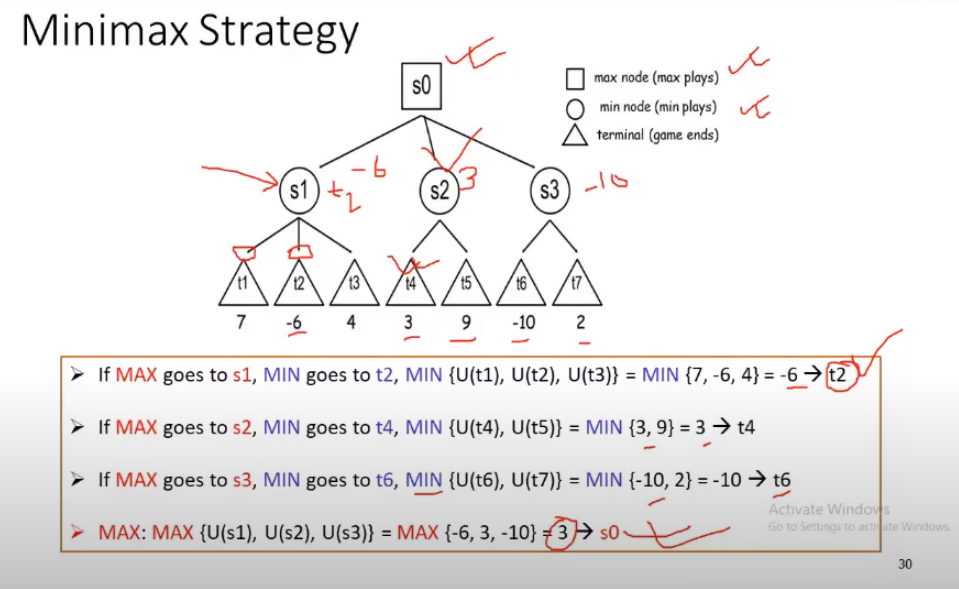 Minimax Strategy
s0
max node (max plays)
min node (min plays)
terminal (game ends)
s1 t2 -6
s2 3
s3 -10
t1 t2 t3 t4 t5 t6 t7
7 -6 4 3 9 -10 2
➢ If MAX goes to s1, MIN goes to t2, MIN {U(t1), U(t2), U(t3)} = MIN {7, -6, 4} = -6 → t2
➢ If MAX goes to s2, MIN goes to t4, MIN {U(t4), U(t5)} = MIN {3, 9} = 3 → t4
➢ If MAX goes to s3, MIN goes to t6, MIN {U(t6), U(t7)} = MIN {-10, 2} = -10 → t6
➢ MAX: MAX {U(s1), U(s2), U(s3)} = MAX {-6, 3, -10} = 3 → s0
Activate Windows
Go to Settings to activate Windows.
30